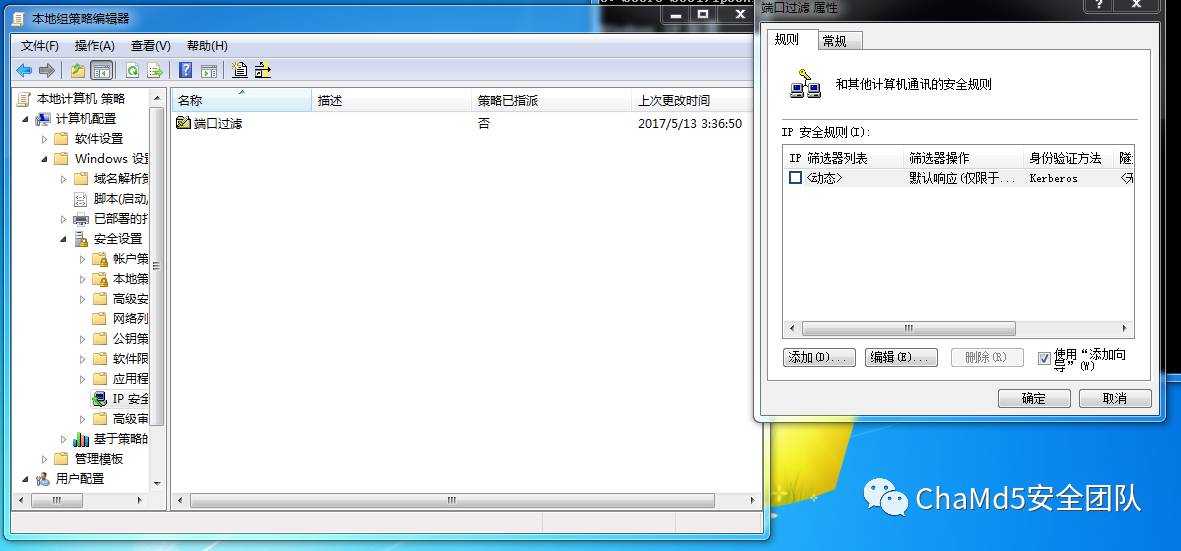 本地组策略编辑器
文件(F) 操作(A) 查看(V) 帮助(H)
本地计算机 策略
计算机配置
软件设置
Windows 设
域名解析
脚本(启动/
已部署的
安全设置
帐户策
本地策
高级安
网络列
公钥策
软件限
应用程
IP 安全
高级审
基于策略
管理模板
用户配置
名称 描述 策略已指派 上次更改时间
端口过滤 否 2017/5/13 3:36:50
端口过滤 属性
规则 常规
和其他计算机通讯的安全规则
IP 安全规则(I):
IP 筛选器列表 筛选器操作 身份验证方法 隧
<动态> 默认响应(仅限于... Kerberos
添加(D)... 编辑(E)... 删除(R) 使用“添加向
导”(W)
确定 取消
ChaMd5安全团队